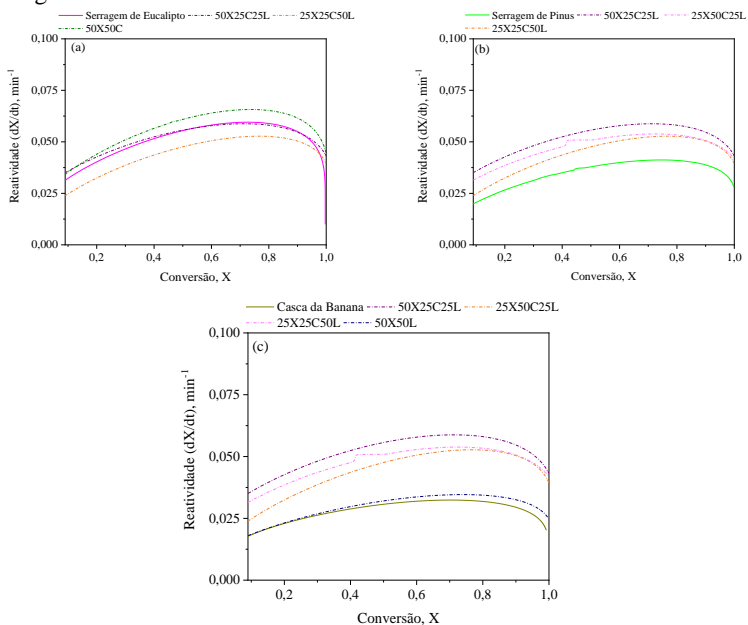 Serragem de Eucalipto 50X25C25L 25X25C50L
50X50C
(a)
0,100
0,075
0,050
0,025
0,000
0,2 0,4 0,6 0,8 1,0
Reatividade (dX/dt), min⁻¹
Conversão, X
Serragem de Pinus 50X25C25L 25X50C25L
25X25C50L
(b)
0,100
0,075
0,050
0,025
0,000
0,2 0,4 0,6 0,8 1,0
Reatividade (dX/dt), min⁻¹
Conversão, X
Casca da Banana 50X25C25L 25X50C25L
25X25C50L 50X50L
(c)
0,100
0,075
0,050
0,025
0,000
0,2 0,4 0,6 0,8 1,0
Reatividade (dX/dt), min⁻¹
Conversão, X